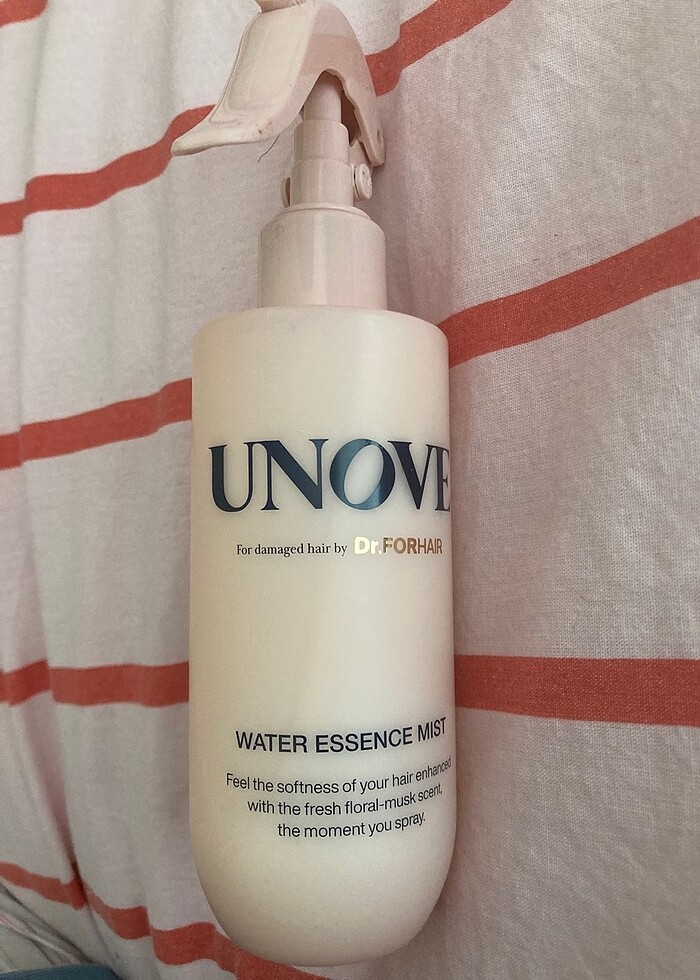 UNOVE
For damaged hair by Dr.FORHAIR
WATER ESSENCE MIST
Feel the softness of your hair enhanced
with the fresh floral-musk scent,
the moment you spray.